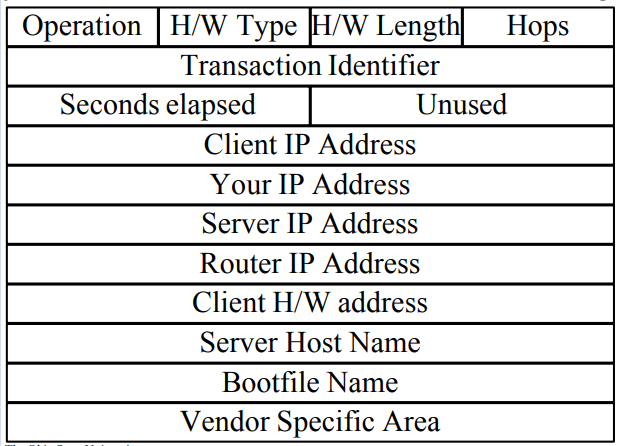 Operation H/W Type H/W Length Hops
Transaction Identifier
Seconds elapsed Unused
Client IP Address
Your IP Address
Server IP Address
Router IP Address
Client H/W address
Server Host Name
Bootfile Name
Vendor Specific Area